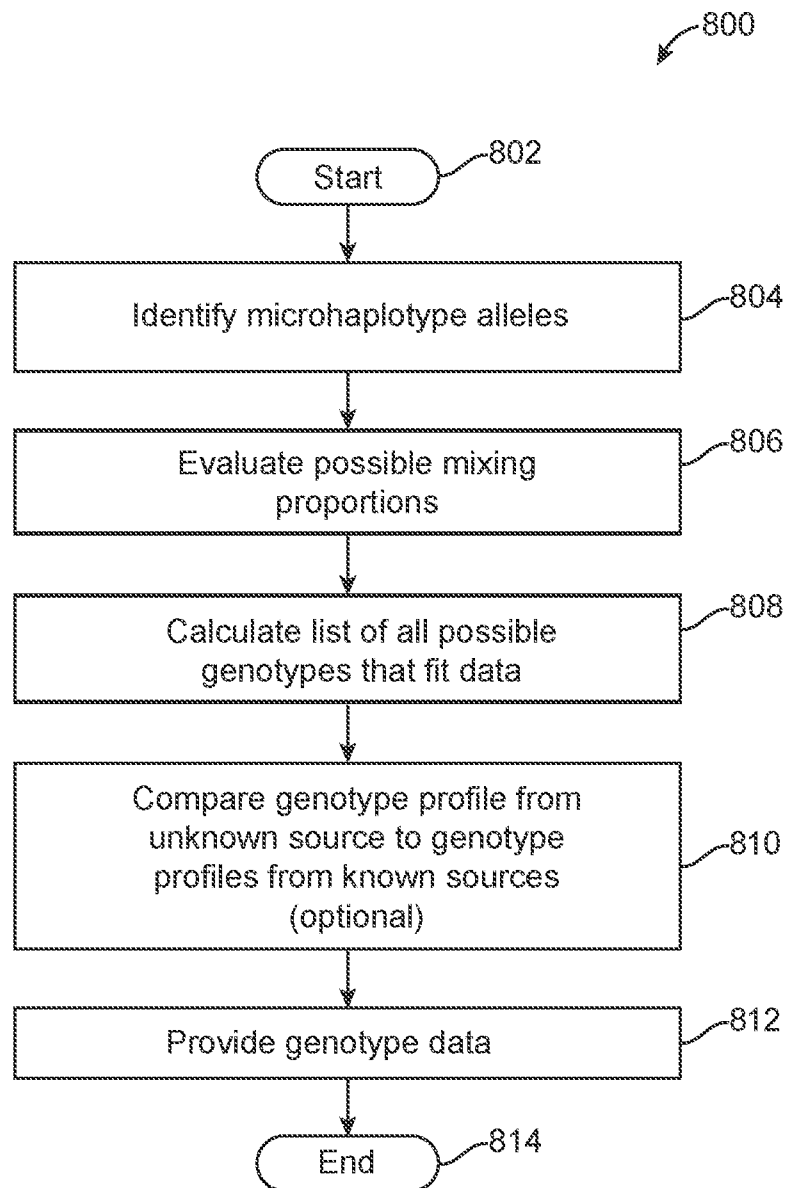 800
Start
802
Identify microhaplotype alleles
804
Evaluate possible mixing
proportions
806
Calculate list of all possible
genotypes that fit data
808
Compare genotype profile from
unknown source to genotype
profiles from known sources
(optional)
810
Provide genotype data
812
End
814